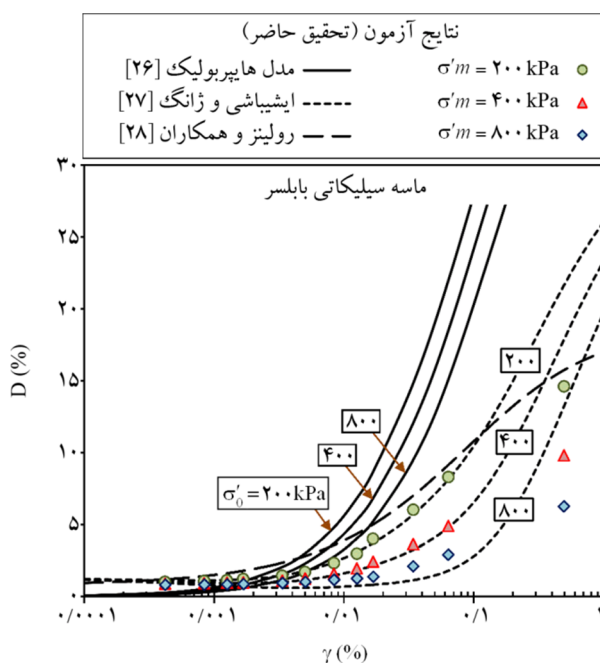 نتایج آزمون (تحقیق حاضر)
مدل هایپربولیک [۲۶]
σ′m = ۲۰۰ kPa
ایشیباشی و ژانگ [۲۷]
σ′m = ۴۰۰ kPa
رولینز و همکاران [۲۸]
σ′m = ۸۰۰ kPa
ماسه سیلیکاتی بابلسر
D (%)
۳۰
۲۵
۲۰
۱۵
۱۰
۵
۰
۸۰۰
۴۰۰
σ′₀ = ۲۰۰ kPa
۲۰۰
۴۰۰
۸۰۰
۰/۰۰۰۱
۰/۰۰۱
۰/۰۱
۰/۱
۱
γ (%)